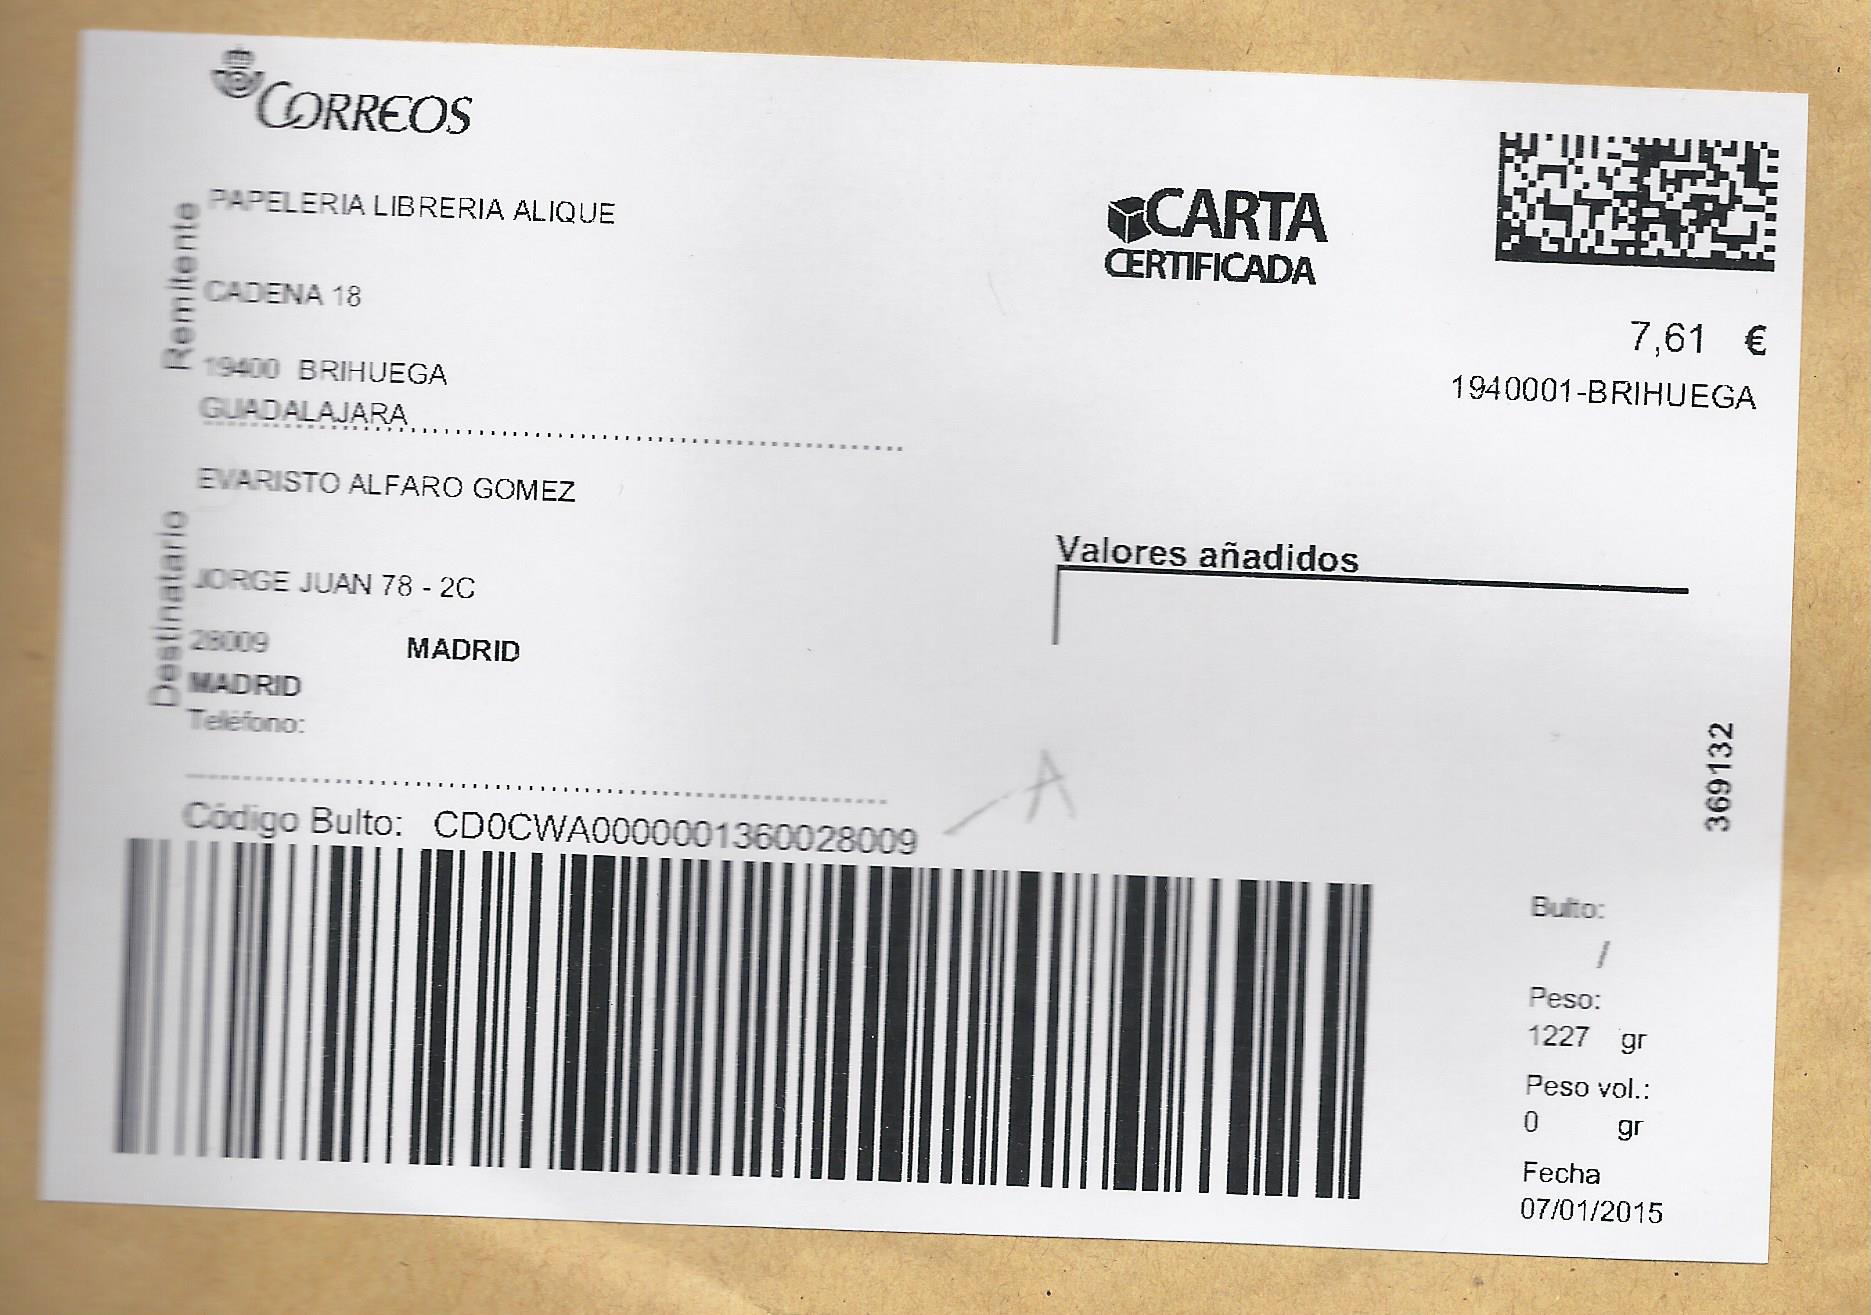 CORREOS
Remitente
PAPELERIA LIBRERIA ALIQUE
CADENA 18
19400 BRIHUEGA
GUADALAJARA
CARTA
CERTIFICADA
7,61 €
1940001-BRIHUEGA
Destinatario
EVARISTO ALFARO GOMEZ
JORGE JUAN 78 - 2C
28009 MADRID
MADRID
Teléfono:
Valores añadidos
Código Bulto: CD0CWA0000001360028009
A
369132
Bulto:
/
Peso:
1227 gr
Peso vol.:
0 gr
Fecha
07/01/2015